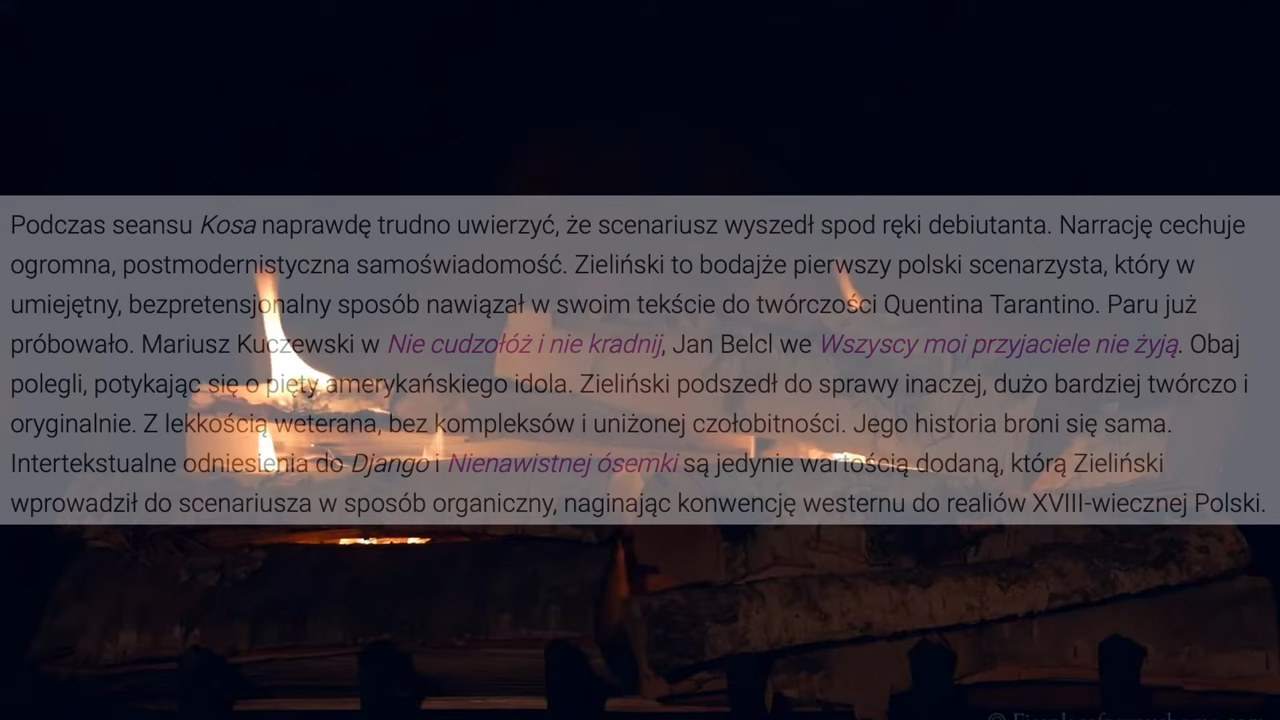 Podczas seansu Kosa naprawdę trudno uwierzyć, że scenariusz wyszedł spod ręki debiutanta. Narrację cechuje
ogromna, postmodernistyczna samoświadomość. Zieliński to bodajże pierwszy polski scenarzysta, który w
umiejętny, bezpretensjonalny sposób nawiązał w swoim tekście do twórczości Quentina Tarantino. Paru już
próbowało. Mariusz Kuczewski w Nie cudzołóż i nie kradnij, Jan Belcl we Wszyscy moi przyjaciele nie żyją. Obaj
polegli, potykając się o pięty amerykańskiego idola. Zieliński podszedł do sprawy inaczej, dużo bardziej twórczo i
oryginalnie. Z lekkością weterana, bez kompleksów i uniżonej czołobitności. Jego historia broni się sama.
Intertekstualne odniesienia do Django i Nienawistnej ósemki są jedynie wartością dodaną, którą Zieliński
wprowadził do scenariusza w sposób organiczny, naginając konwencję westernu do realiów XVIII-wiecznej Polski.